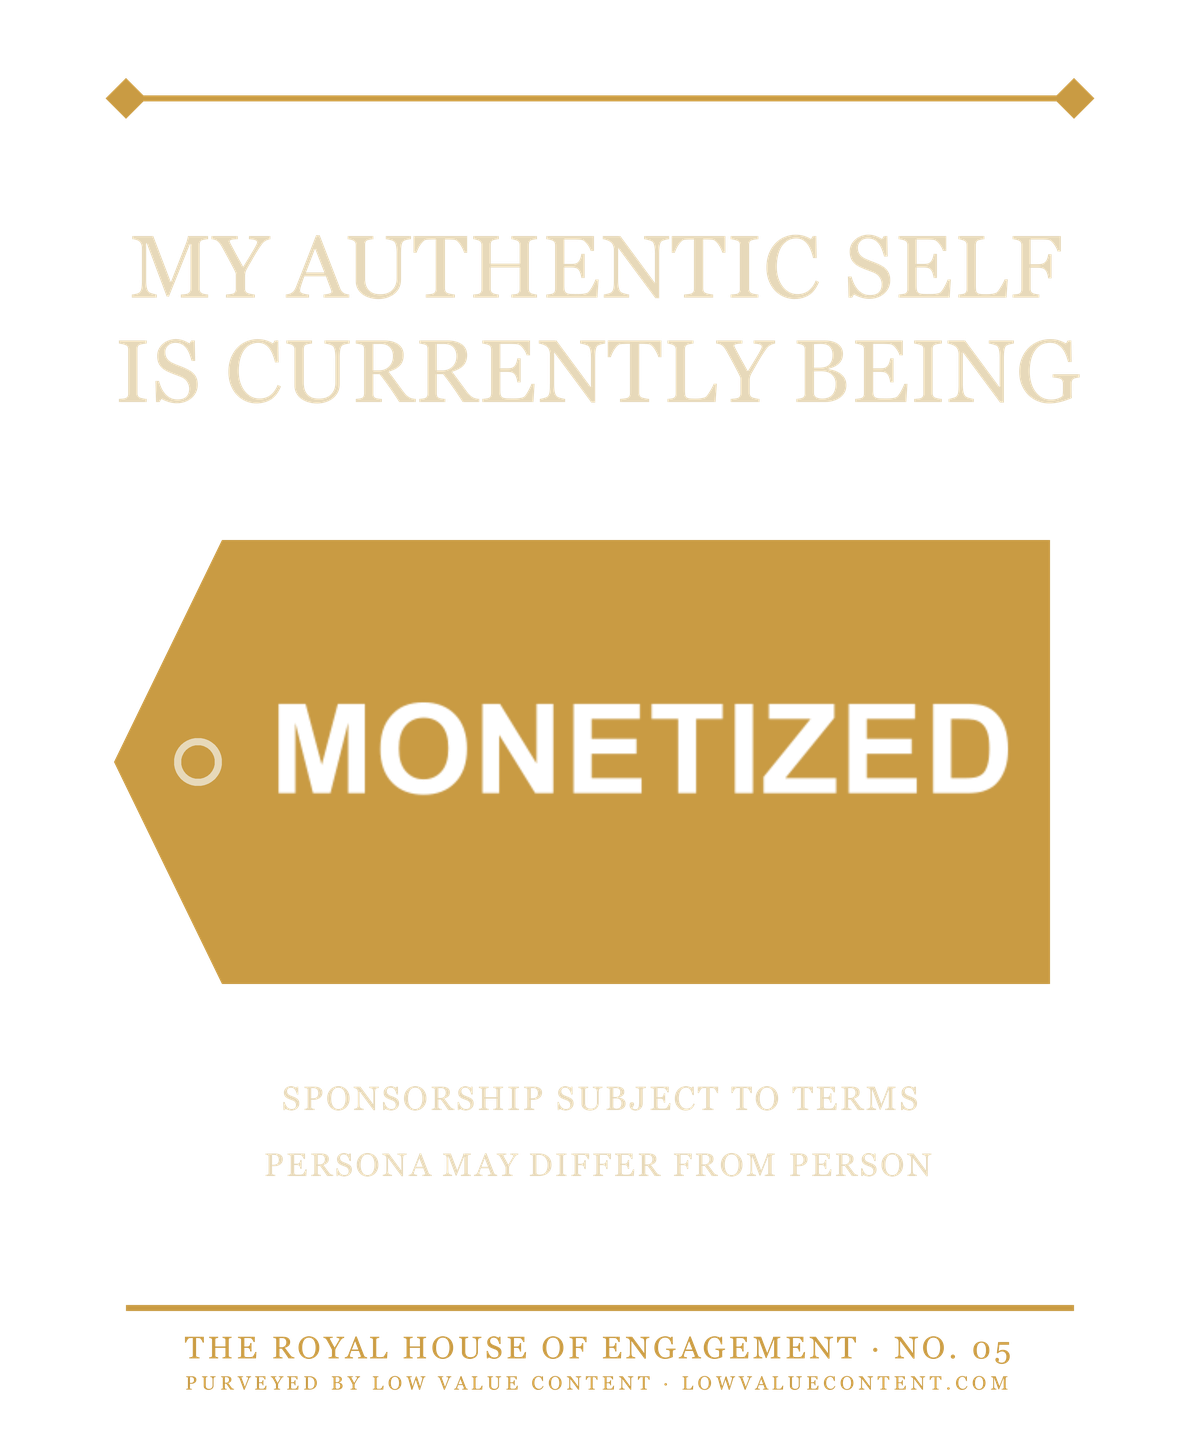 MY AUTHENTIC SELF
IS CURRENTLY BEING
MONETIZED
SPONSORSHIP SUBJECT TO TERMS
PERSONA MAY DIFFER FROM PERSON
THE ROYAL HOUSE OF ENGAGEMENT · NO. 05
PURVEYED BY LOW VALUE CONTENT · LOWVALUECONTENT.COM